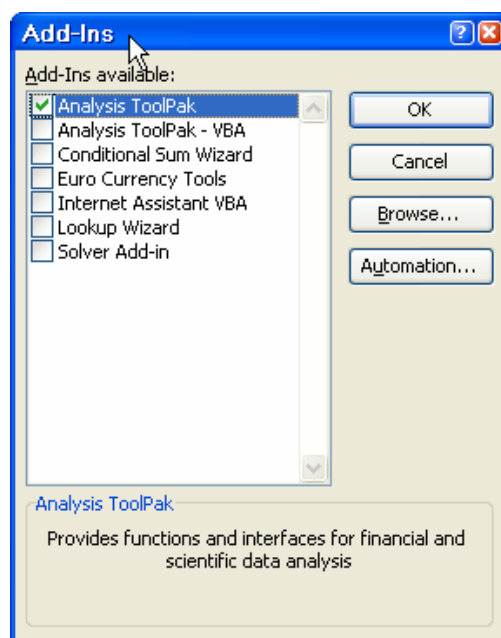 Add-Ins
Add-Ins available:
Analysis ToolPak
Analysis ToolPak - VBA
Conditional Sum Wizard
Euro Currency Tools
Internet Assistant VBA
Lookup Wizard
Solver Add-in
OK
Cancel
Browse...
Automation...
Analysis ToolPak
Provides functions and interfaces for financial and
scientific data analysis